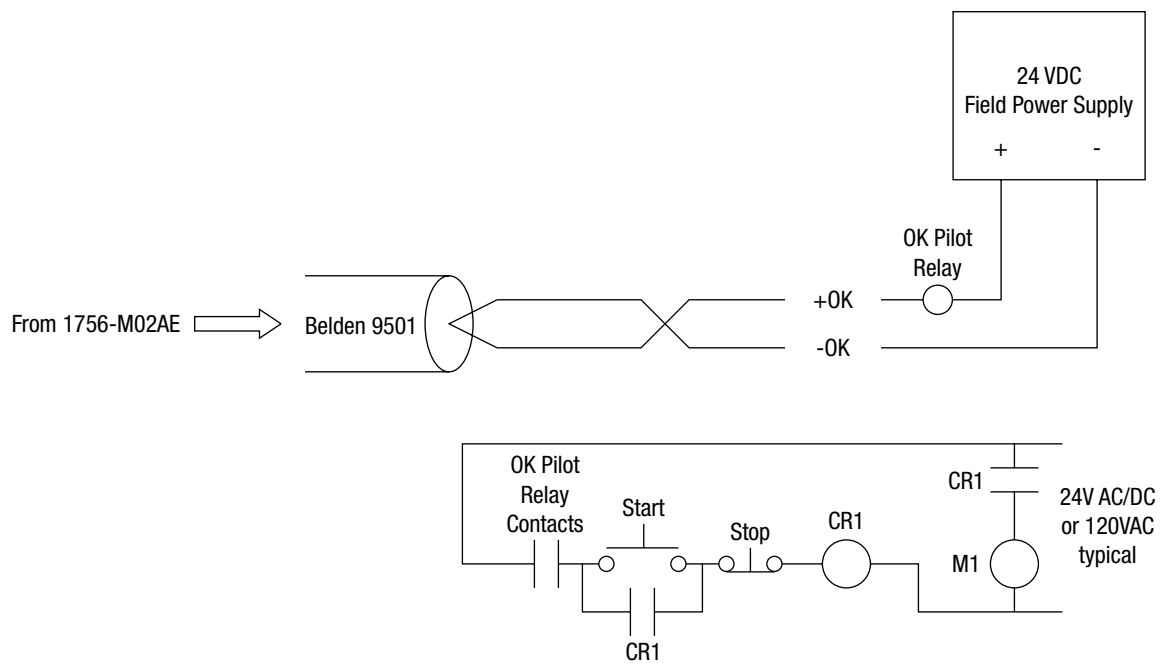 24 VDC
Field Power Supply
+
-
OK Pilot
Relay
From 1756-M02AE
Belden 9501
+OK
-OK
OK Pilot
Relay
Contacts
Start
Stop
CR1
CR1
CR1
M1
24V AC/DC
or 120VAC
typical